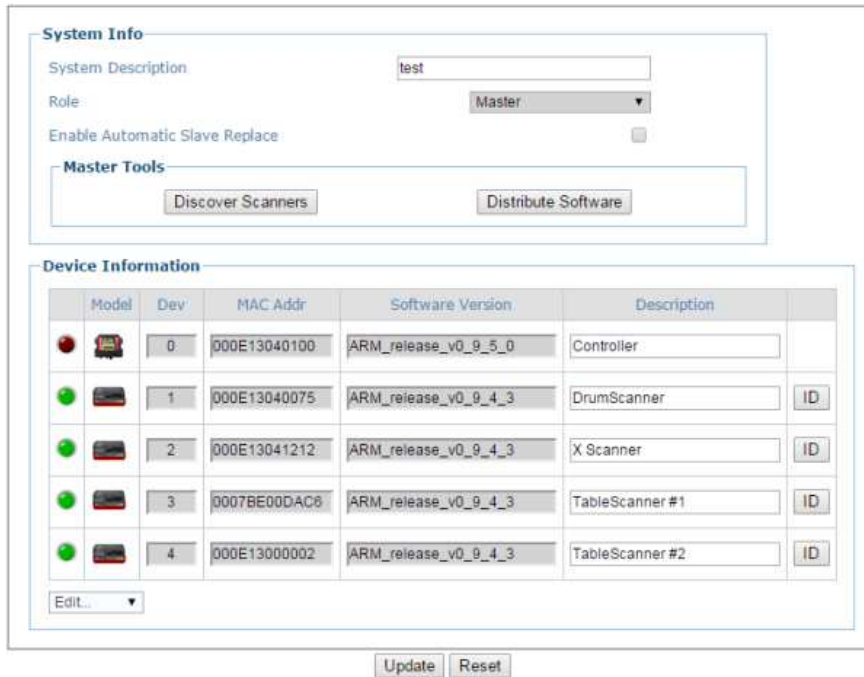 System Info
System Description test
Role Master
Enable Automatic Slave Replace
Master Tools
Discover Scanners Distribute Software
Device Information
Model Dev MAC Addr Software Version Description
0 000E13040100 ARM_release_v0_9_5_0 Controller
1 000E13040075 ARM_release_v0_9_4_3 DrumScanner ID
2 000E13041212 ARM_release_v0_9_4_3 X Scanner ID
3 0007BE00DAC6 ARM_release_v0_9_4_3 TableScanner #1 ID
4 000E13000002 ARM_release_v0_9_4_3 TableScanner #2 ID
Edit...
Update Reset